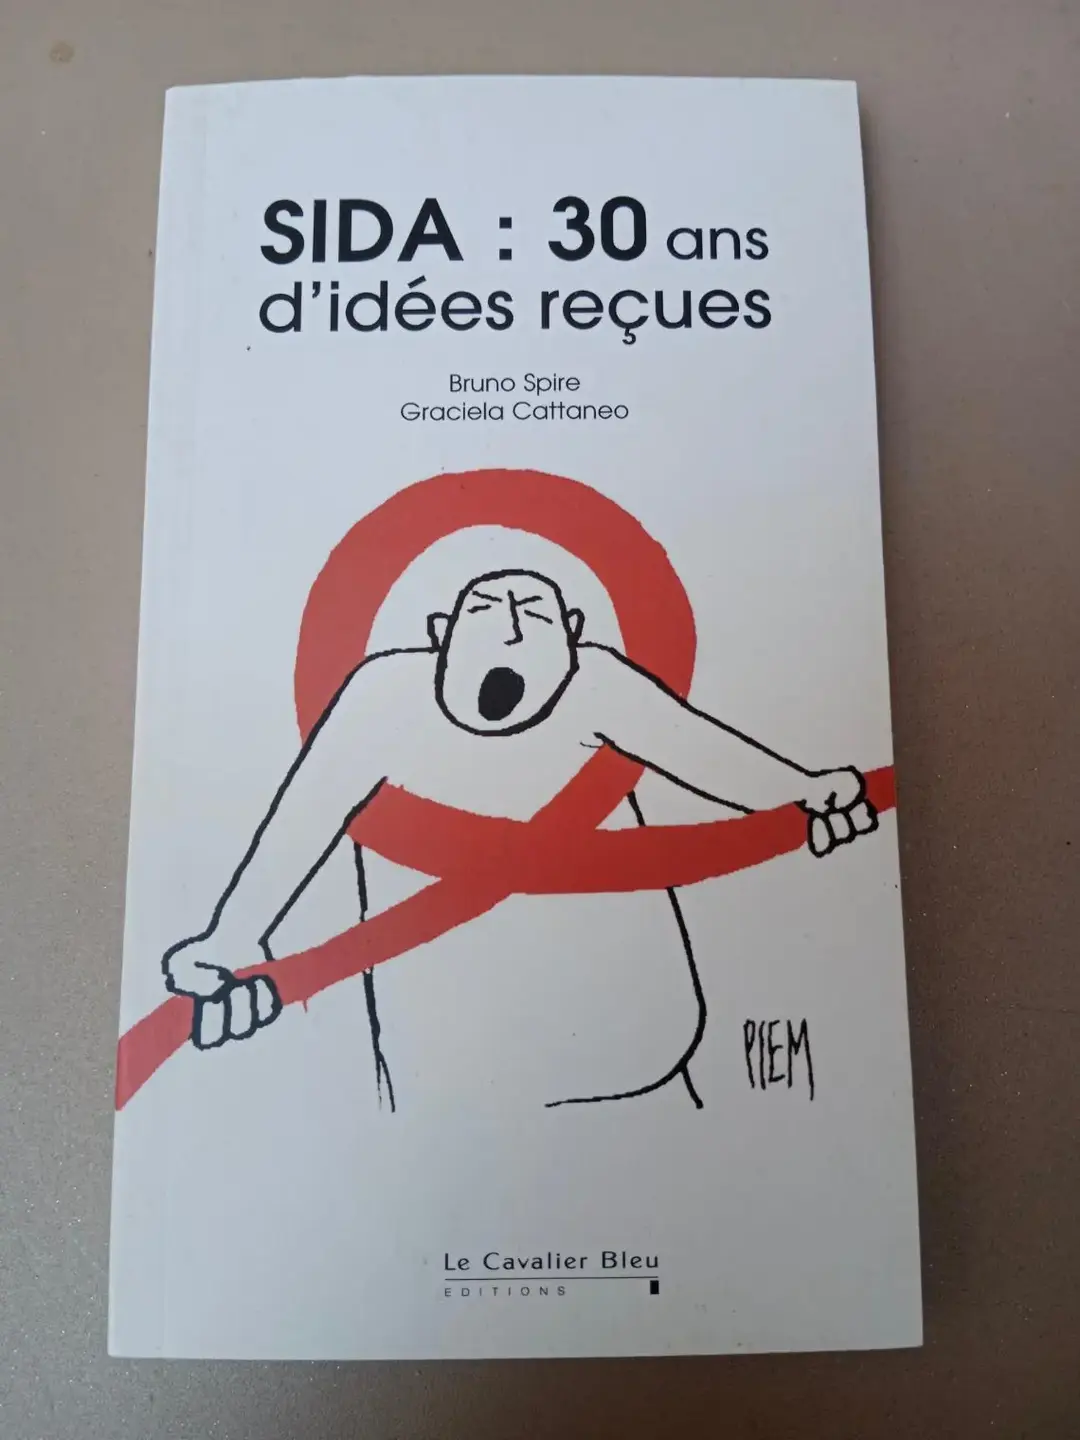 SIDA : 30 ans
d'idées reçues
Bruno Spire
Graciela Cattaneo
PIEM
Le Cavalier Bleu
EDITIONS